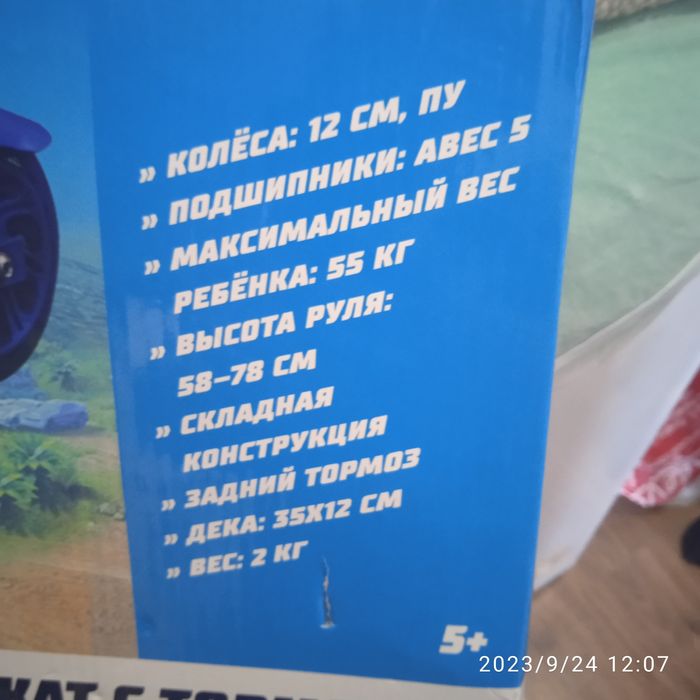 » КОЛЁСА: 12 СМ, ПУ
» ПОДШИПНИКИ: ABEC 5
» МАКСИМАЛЬНЫЙ ВЕС
РЕБЁНКА: 55 КГ
» ВЫСОТА РУЛЯ:
58–78 СМ
» СКЛАДНАЯ
КОНСТРУКЦИЯ
» ЗАДНИЙ ТОРМОЗ
» ДЕКА: 35Х12 СМ
» ВЕС: 2 КГ
5+
2023/9/24 12:07